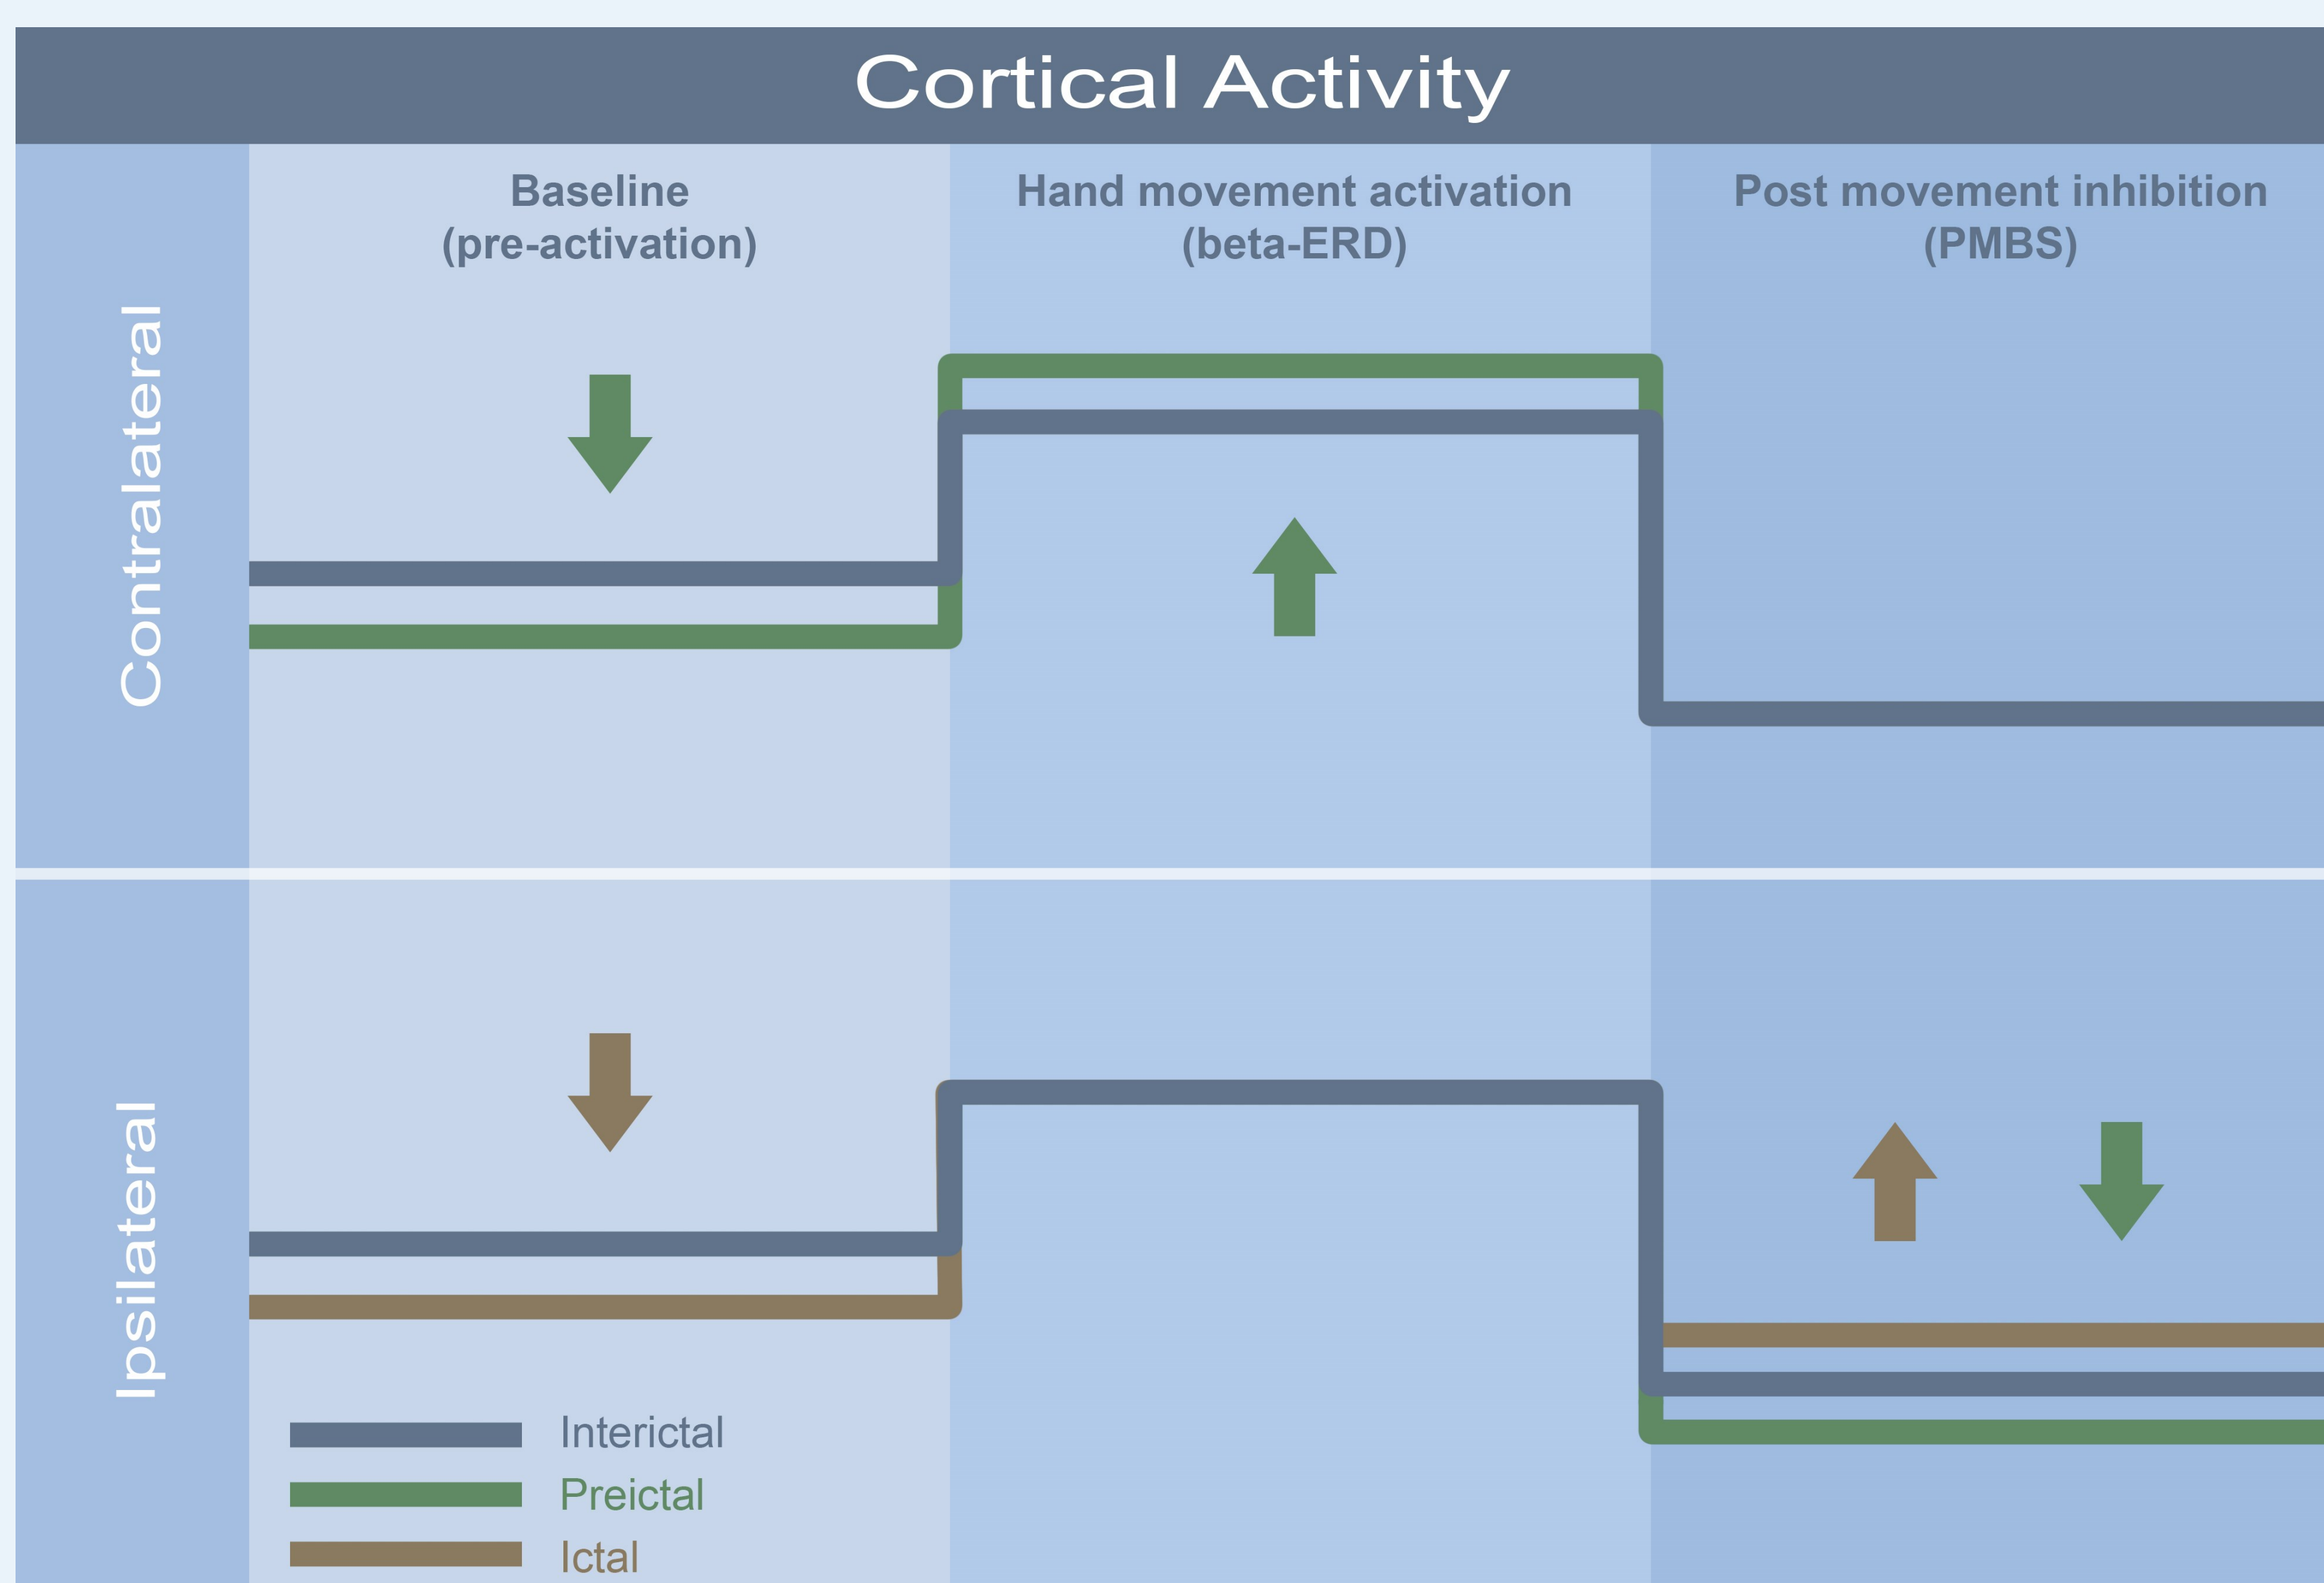 Cortical Activity
Baseline
(pre-activation)
Hand movement activation
(beta-ERD)
Post movement inhibition
(PMBS)
Contralateral
Ipsilateral
Interictal
Preictal
Ictal